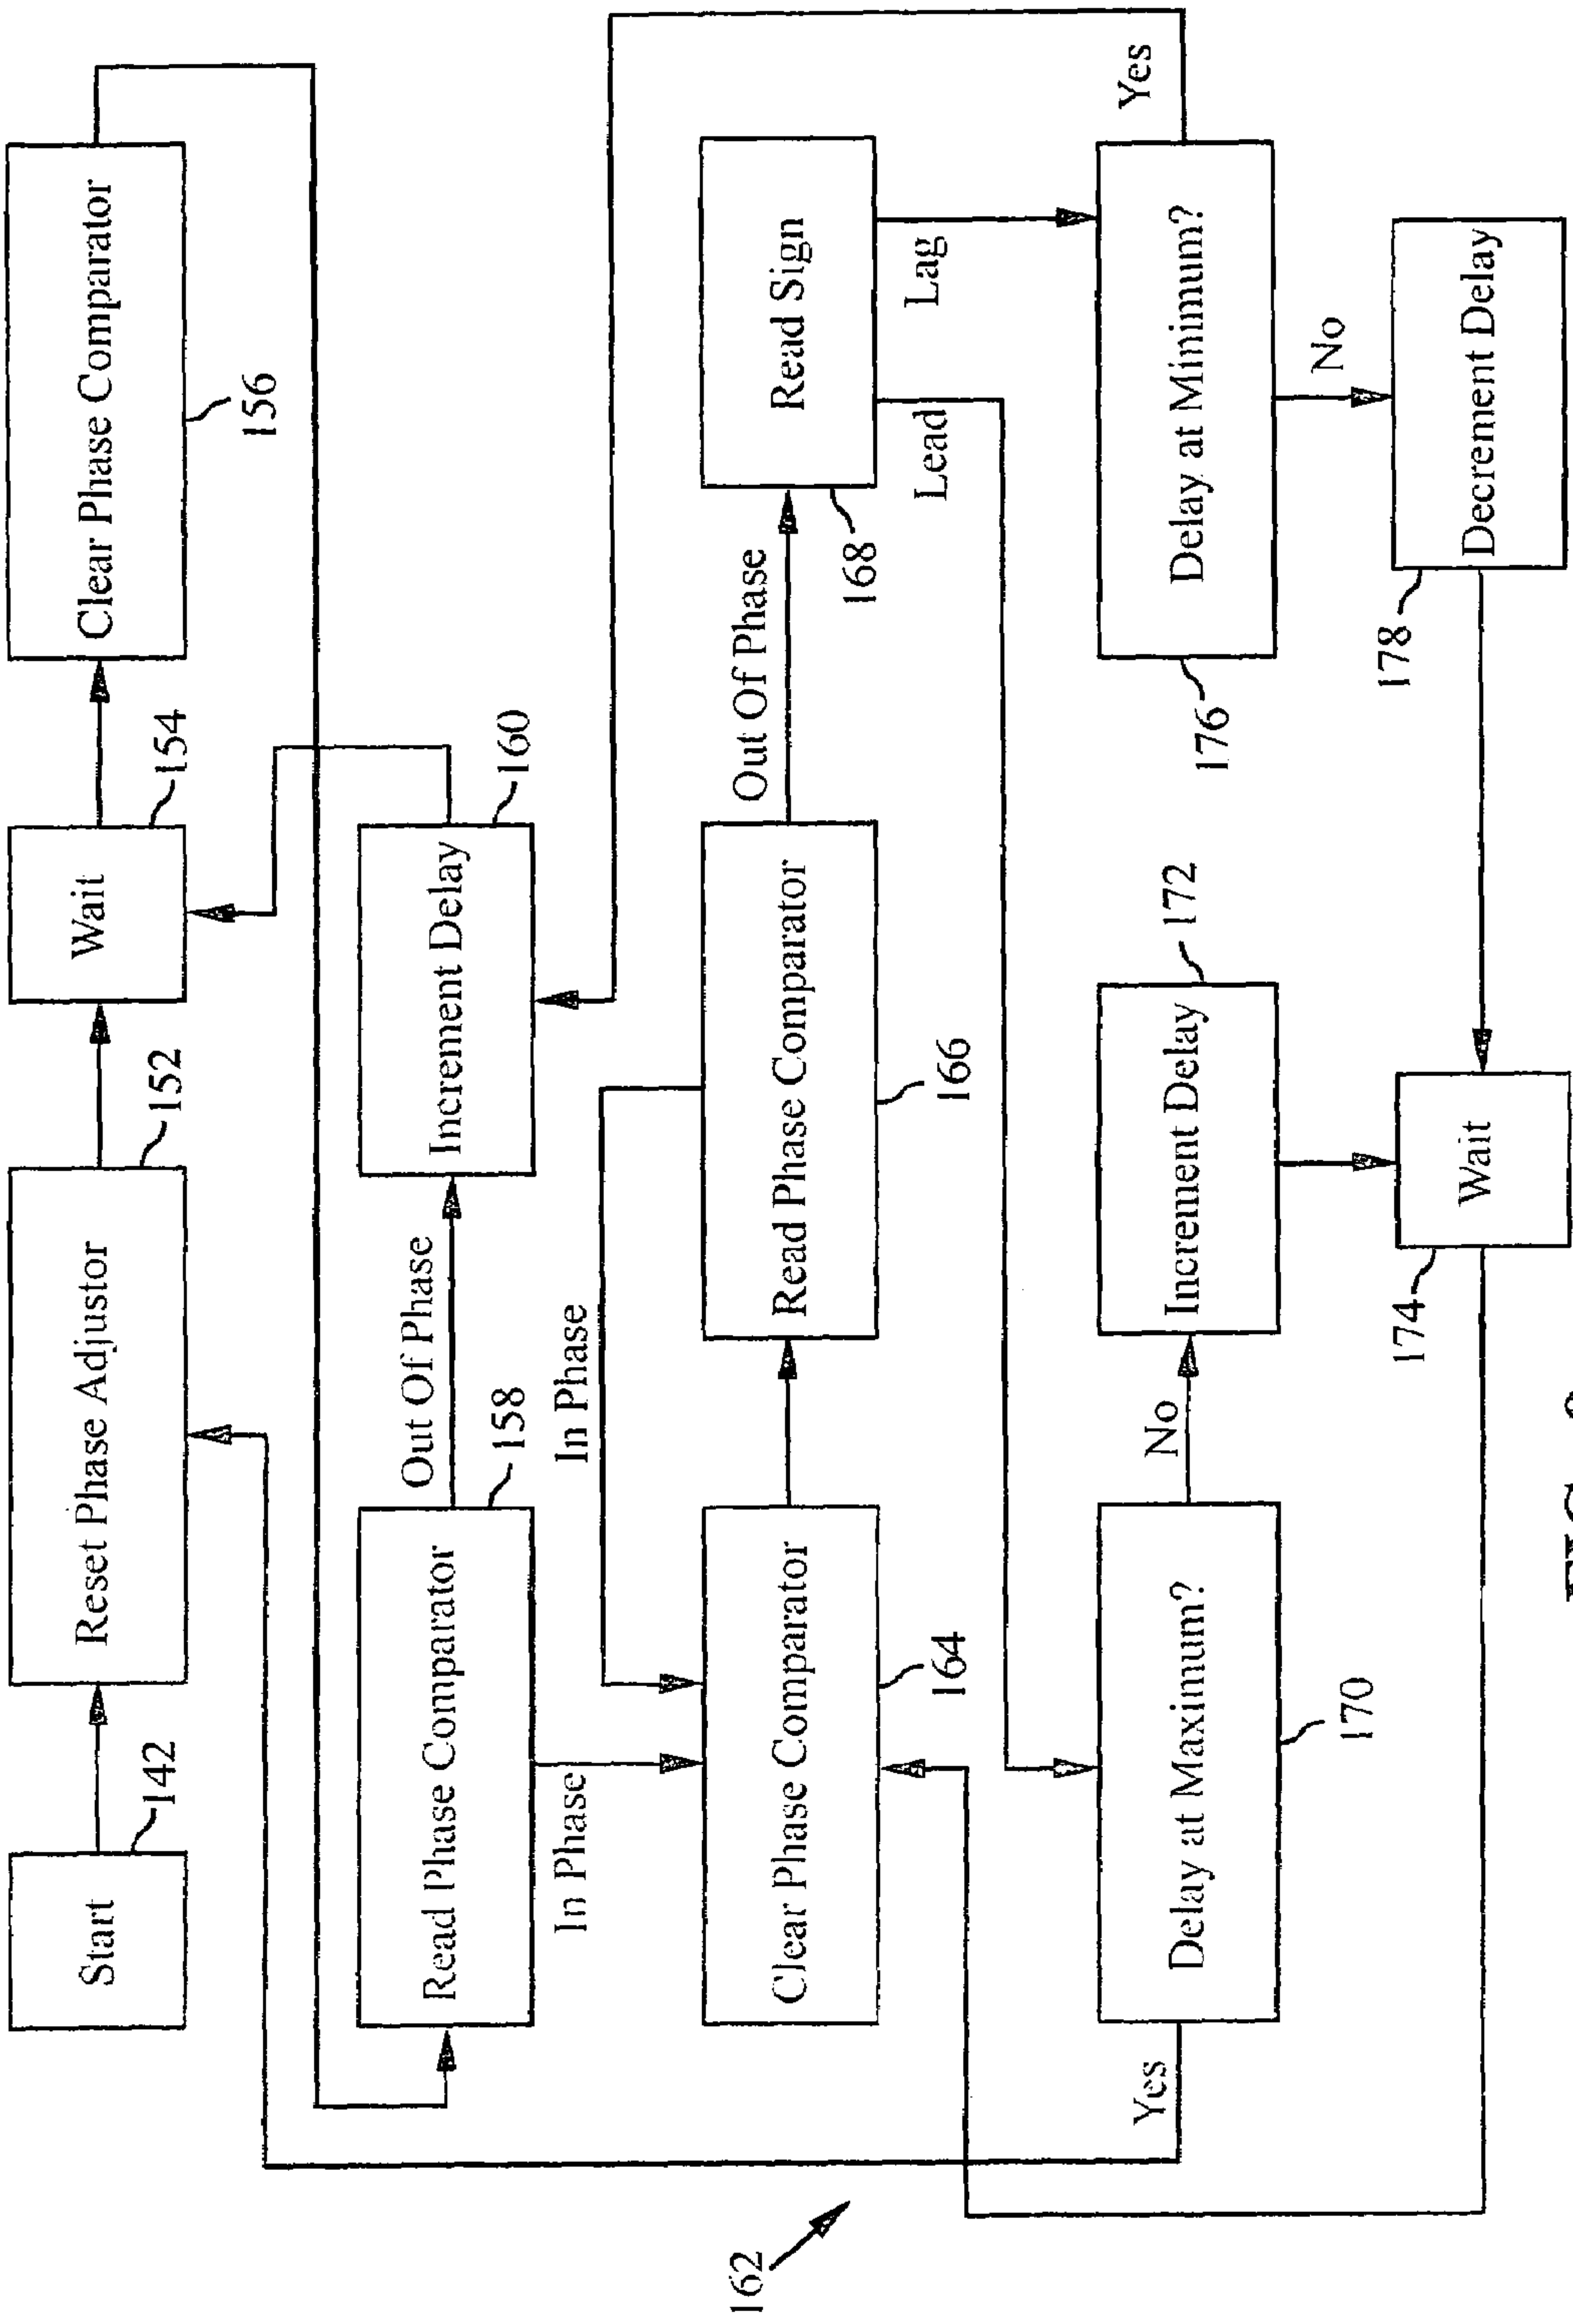 Start
142
Reset Phase Adjustor
152
Wait
154
Clear Phase Comparator
156
Read Phase Comparator
158
Out Of Phase
Increment Delay
160
In Phase
In Phase
162
Clear Phase Comparator
164
Read Phase Comparator
166
Out Of Phase
Read Sign
168
Lead
Lag
Yes
Delay at Maximum?
170
No
Increment Delay
172
Delay at Minimum?
176
Yes
No
Wait
174
Decrement Delay
178